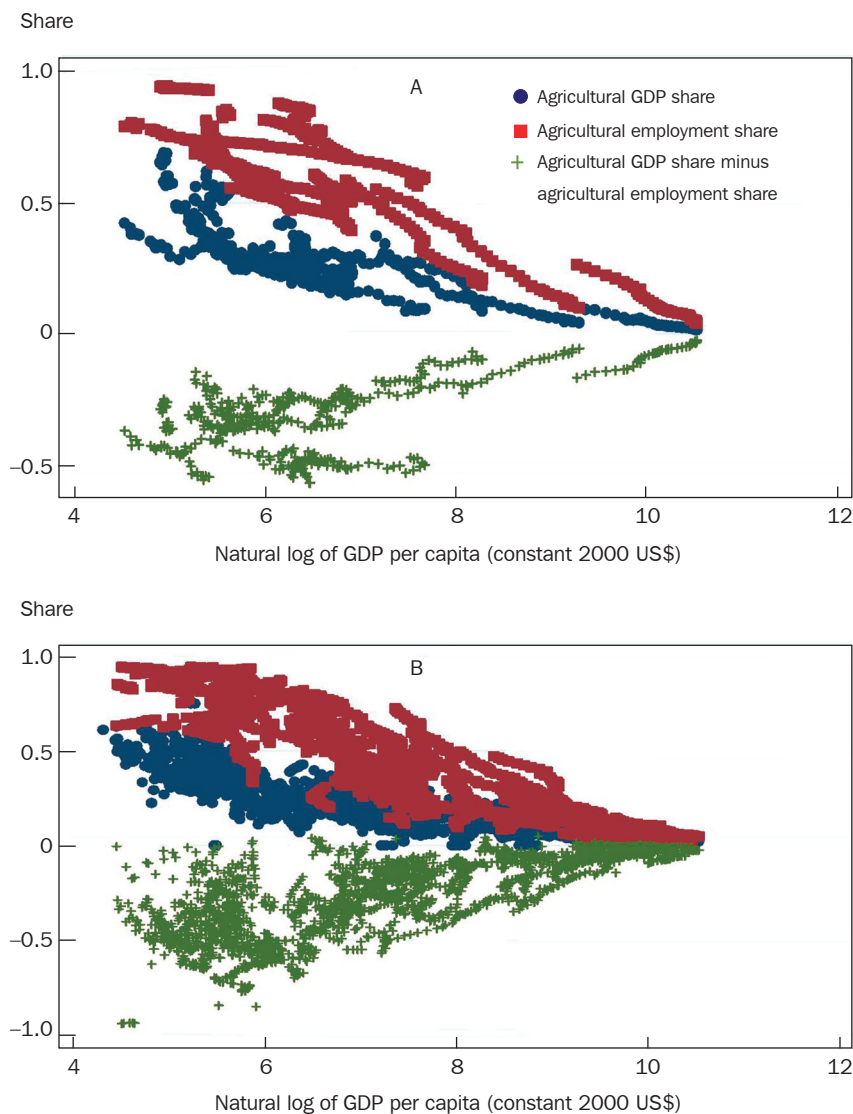 Share
1.0
A
Agricultural GDP share
Agricultural employment share
Agricultural GDP share minus
agricultural employment share
0.5
0
–0.5
4 6 8 10 12
Natural log of GDP per capita (constant 2000 US$)
Share
1.0
B
0.5
0
–0.5
–1.0
4 6 8 10 12
Natural log of GDP per capita (constant 2000 US$)